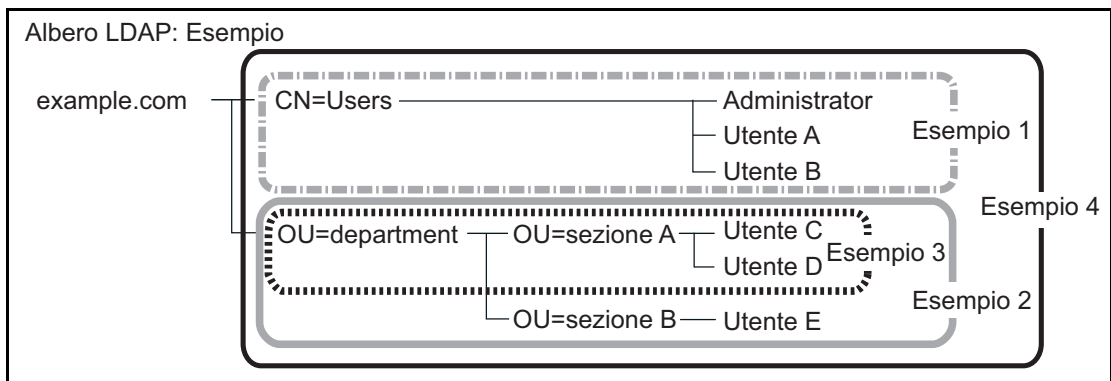 Albero LDAP: Esempio
example.com
CN=Users
Administrator
Utente A
Utente B
Esempio 1
Esempio 4
OU=department
OU=sezione A
Utente C
Utente D
Esempio 3
Esempio 2
OU=sezione B
Utente E